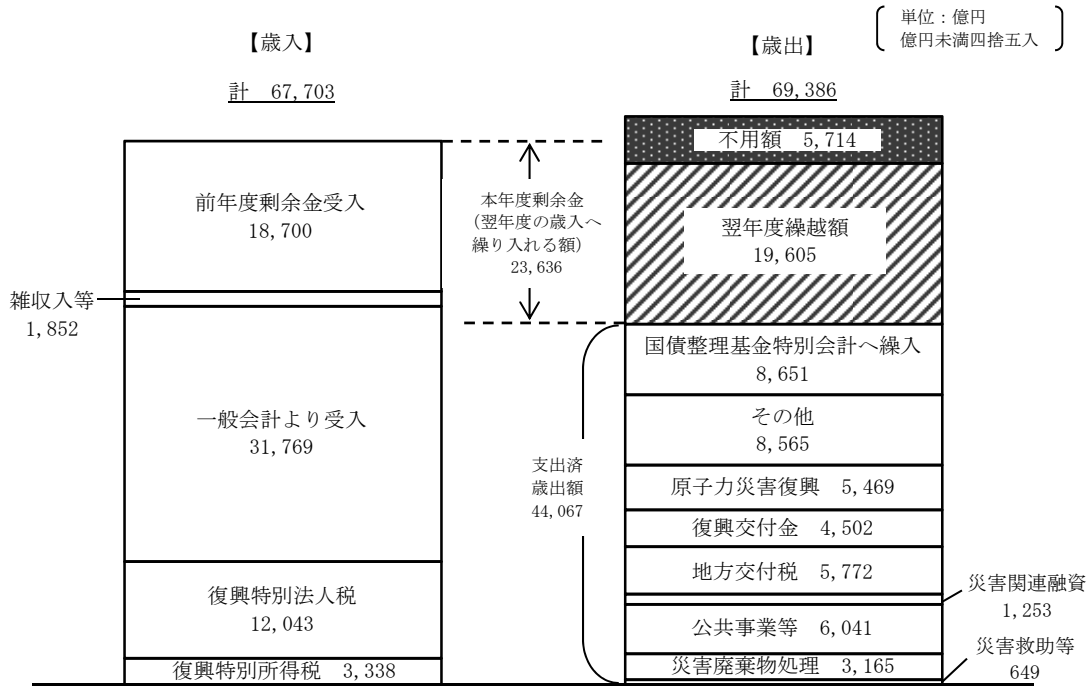 単位：億円
億円未満四捨五入
【歳入】
計　67,703
前年度剰余金受入
18,700
雑収入等
1,852
一般会計より受入
31,769
復興特別法人税
12,043
復興特別所得税　3,338
本年度剰余金
（翌年度の歳入へ
繰り入れる額）
23,636
【歳出】
計　69,386
不用額　5,714
翌年度繰越額
19,605
支出済
歳出額
44,067
国債整理基金特別会計へ繰入
8,651
その他
8,565
原子力災害復興　5,469
復興交付金　4,502
地方交付税　5,772
災害関連融資
1,253
公共事業等　6,041
災害廃棄物処理　3,165
災害救助等
649